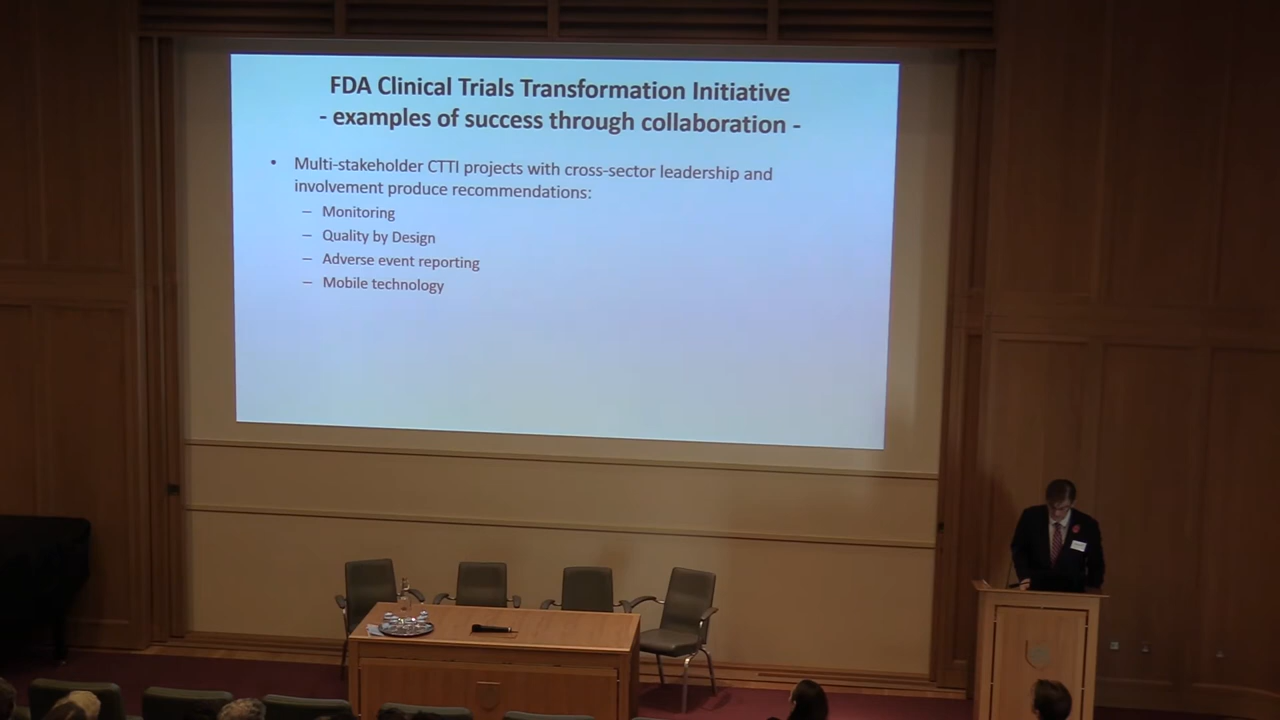 FDA Clinical Trials Transformation Initiative
- examples of success through collaboration -
• Multi-stakeholder CTTI projects with cross-sector leadership and
involvement produce recommendations:
– Monitoring
– Quality by Design
– Adverse event reporting
– Mobile technology